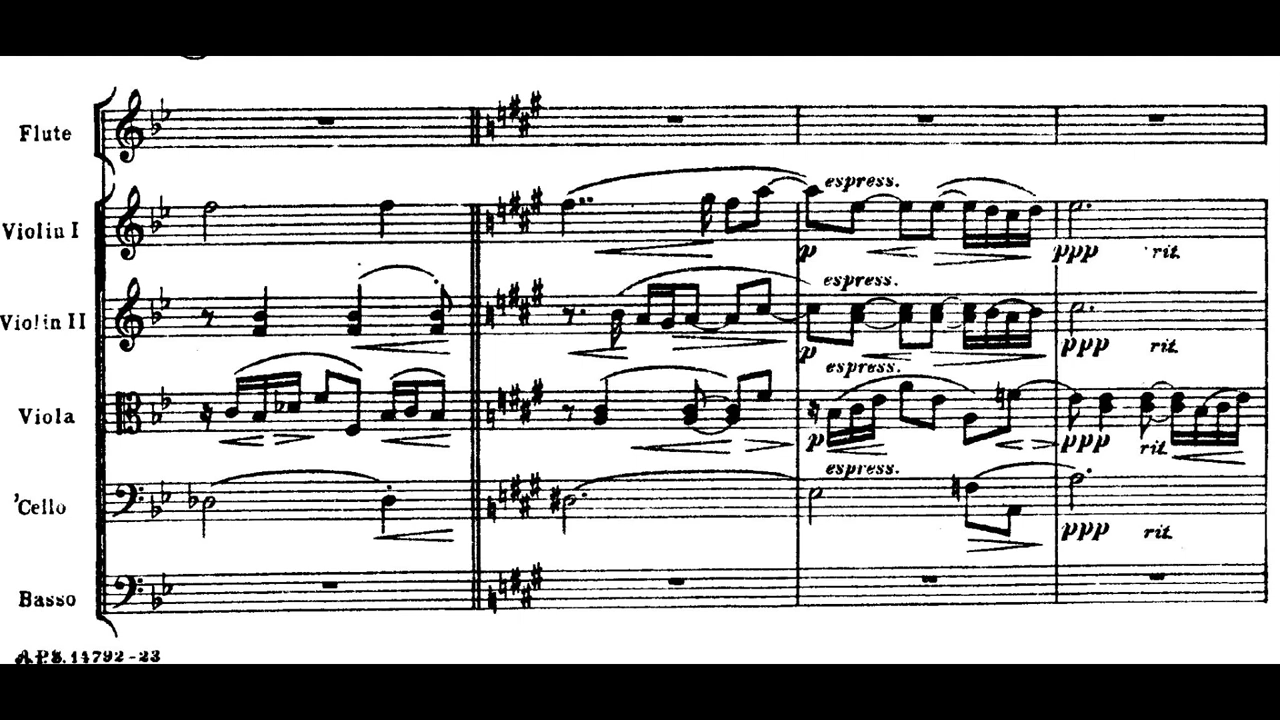 Flute
espress.
Violin I
p
ppp rit.
espress.
Violin II
p
ppp rit.
espress.
Viola
p
ppp rit.
espress.
'Cello
ppp rit.
Basso
A.P.S. 14792-23